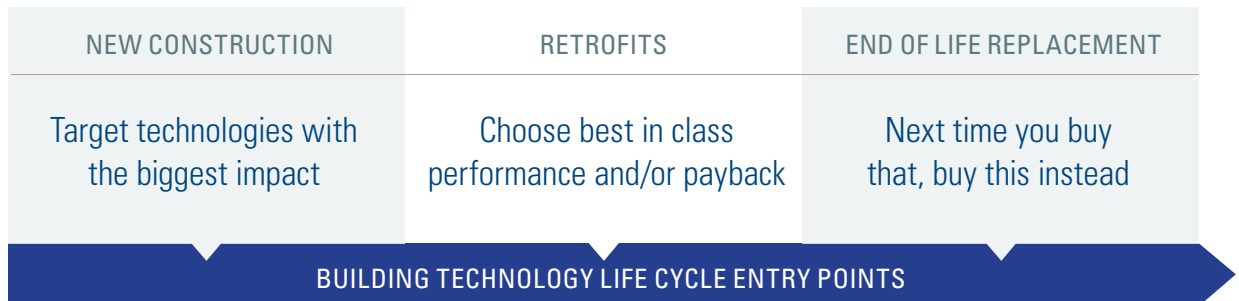 NEW CONSTRUCTION
Target technologies with
the biggest impact
RETROFITS
Choose best in class
performance and/or payback
END OF LIFE REPLACEMENT
Next time you buy
that, buy this instead
BUILDING TECHNOLOGY LIFE CYCLE ENTRY POINTS